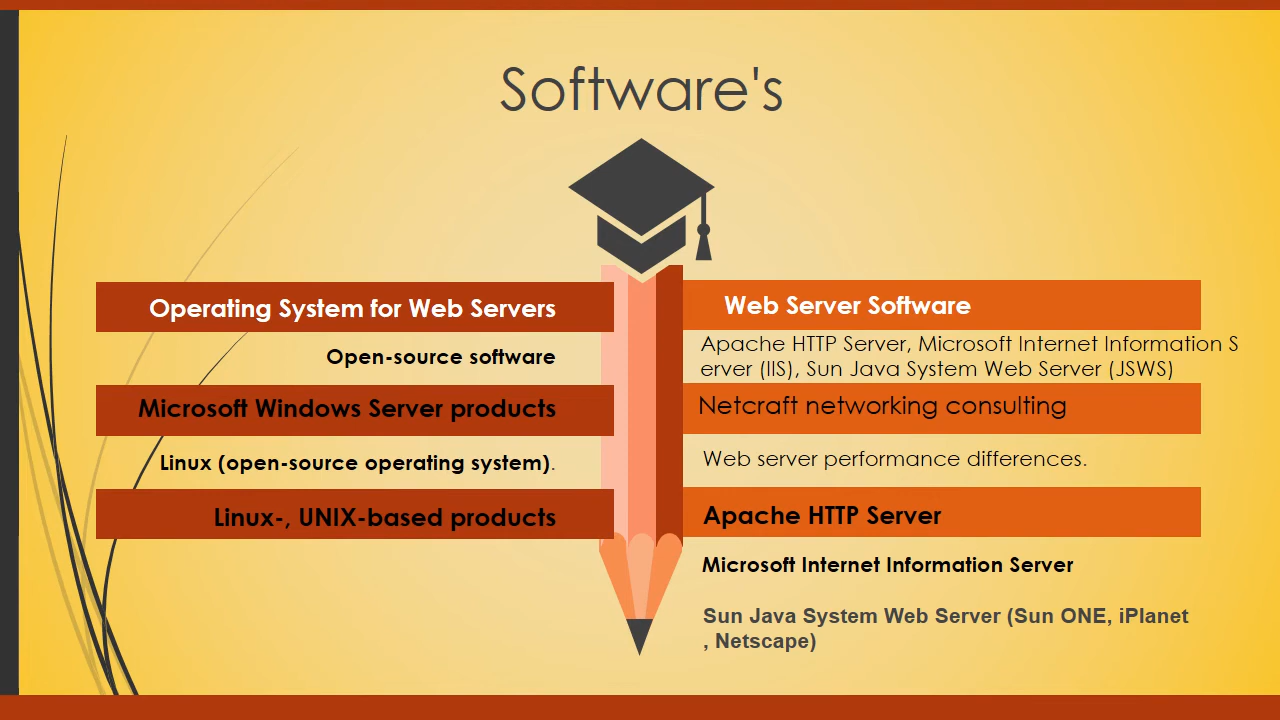 Software's
Operating System for Web Servers
Open-source software
Microsoft Windows Server products
Linux (open-source operating system).
Linux-, UNIX-based products
Web Server Software
Apache HTTP Server, Microsoft Internet Information S
erver (IIS), Sun Java System Web Server (JSWS)
Netcraft networking consulting
Web server performance differences.
Apache HTTP Server
Microsoft Internet Information Server
Sun Java System Web Server (Sun ONE, iPlanet
, Netscape)